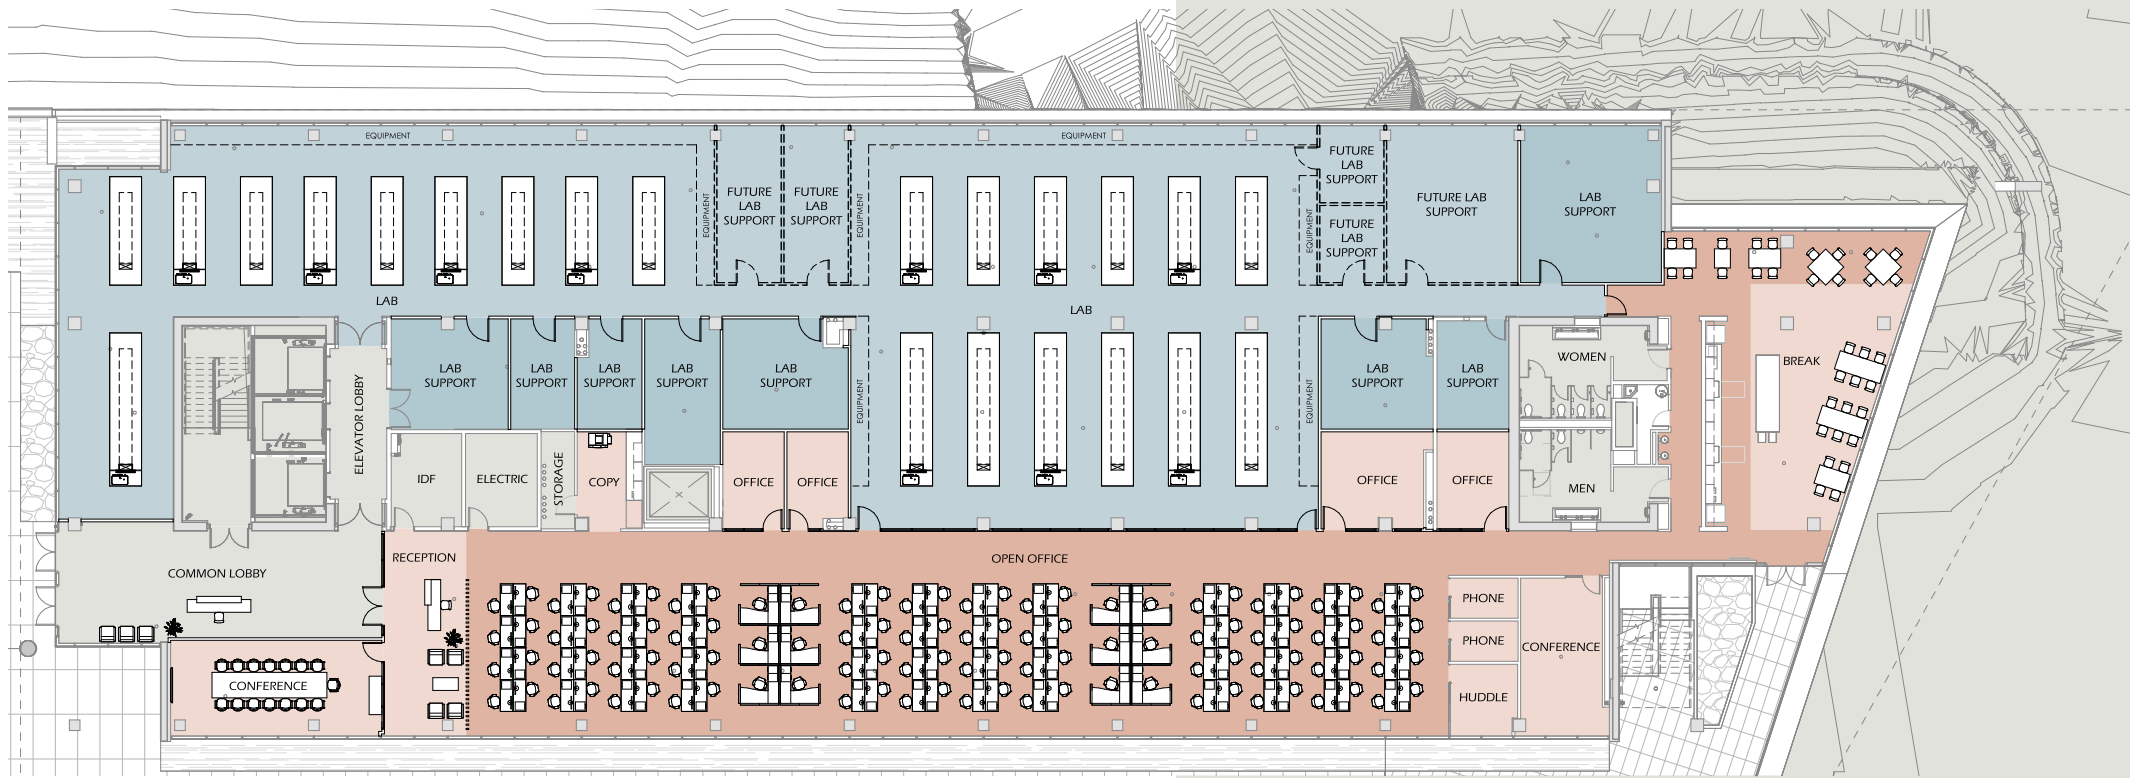 EQUIPMENT
EQUIPMENT
FUTURE
LAB
SUPPORT
FUTURE
LAB
SUPPORT
EQUIPMENT
EQUIPMENT
EQUIPMENT
FUTURE
LAB
SUPPORT
FUTURE
LAB
SUPPORT
FUTURE LAB
SUPPORT
LAB
SUPPORT
LAB
LAB
ELEVATOR LOBBY
LAB
SUPPORT
LAB
SUPPORT
LAB
SUPPORT
LAB
SUPPORT
LAB
SUPPORT
EQUIPMENT
EQUIPMENT
LAB
SUPPORT
LAB
SUPPORT
WOMEN
BREAK
IDF
ELECTRIC
STORAGE
COPY
OFFICE
OFFICE
OFFICE
OFFICE
MEN
RECEPTION
OPEN OFFICE
COMMON LOBBY
PHONE
PHONE
CONFERENCE
HUDDLE
CONFERENCE